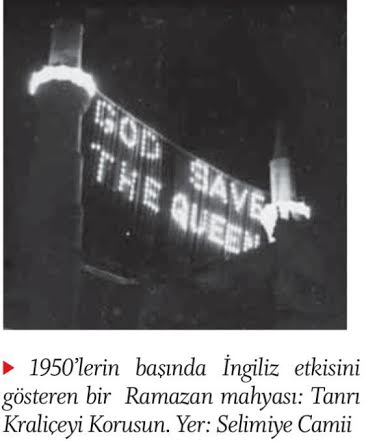 GOD SAVE
THE QUEEN
1950’lerin başında İngiliz etkisini
gösteren bir Ramazan mahyası: Tanrı
Kraliçeyi Korusun. Yer: Selimiye Camii